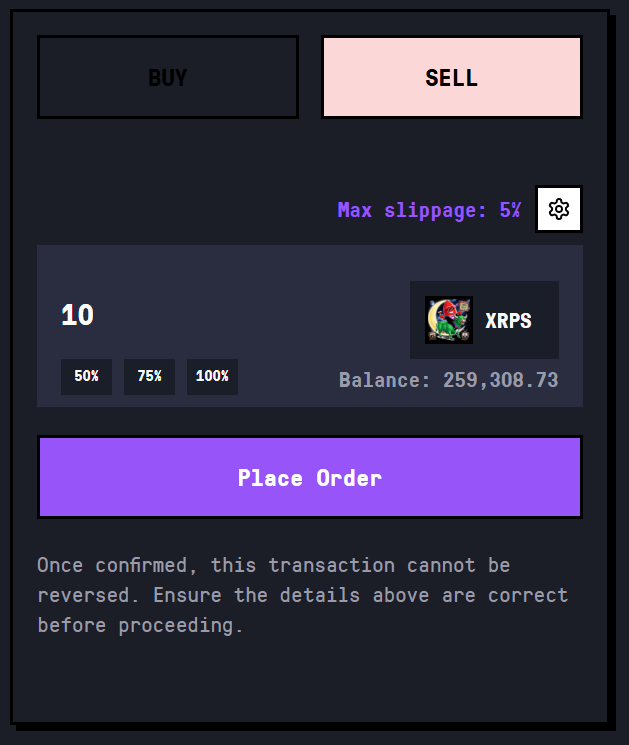 BUY
SELL
Max slippage: 5%
10
XRPS
50%
75%
100%
Balance: 259,308.73
Place Order
Once confirmed, this transaction cannot be
reversed. Ensure the details above are correct
before proceeding.